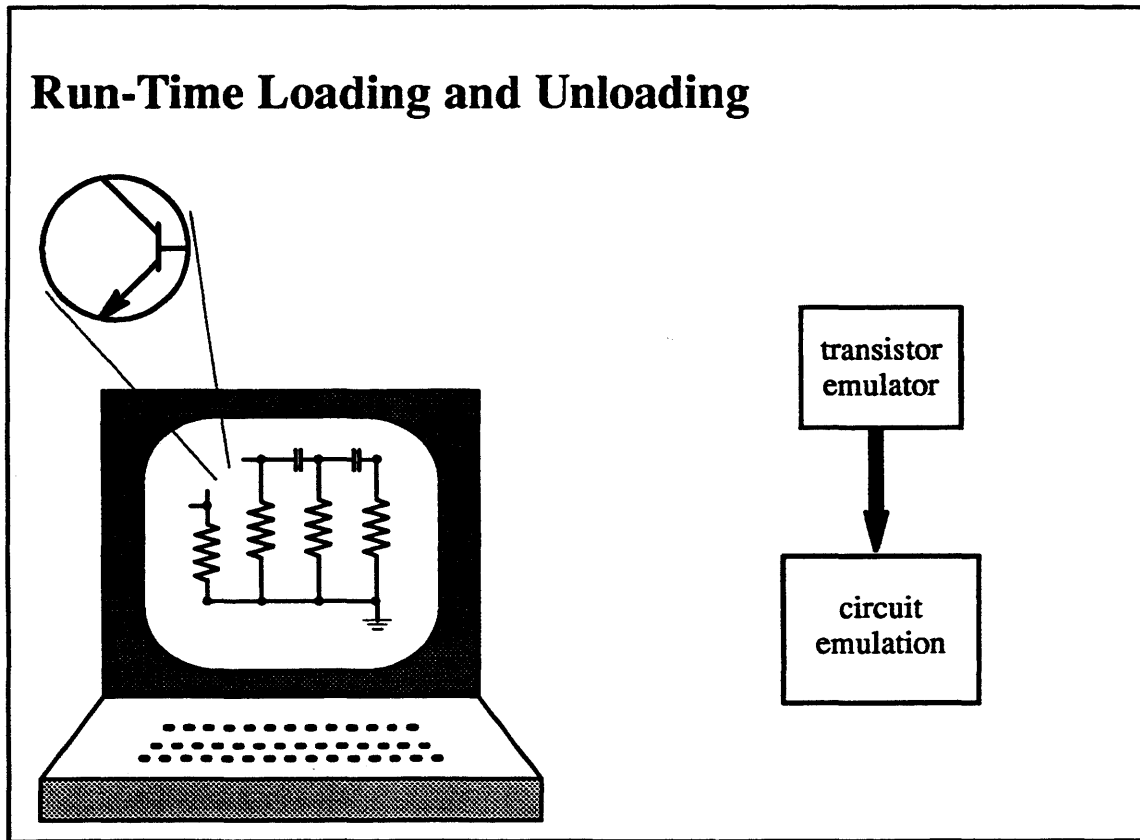 Run-Time Loading and Unloading
transistor
emulator
circuit
emulation